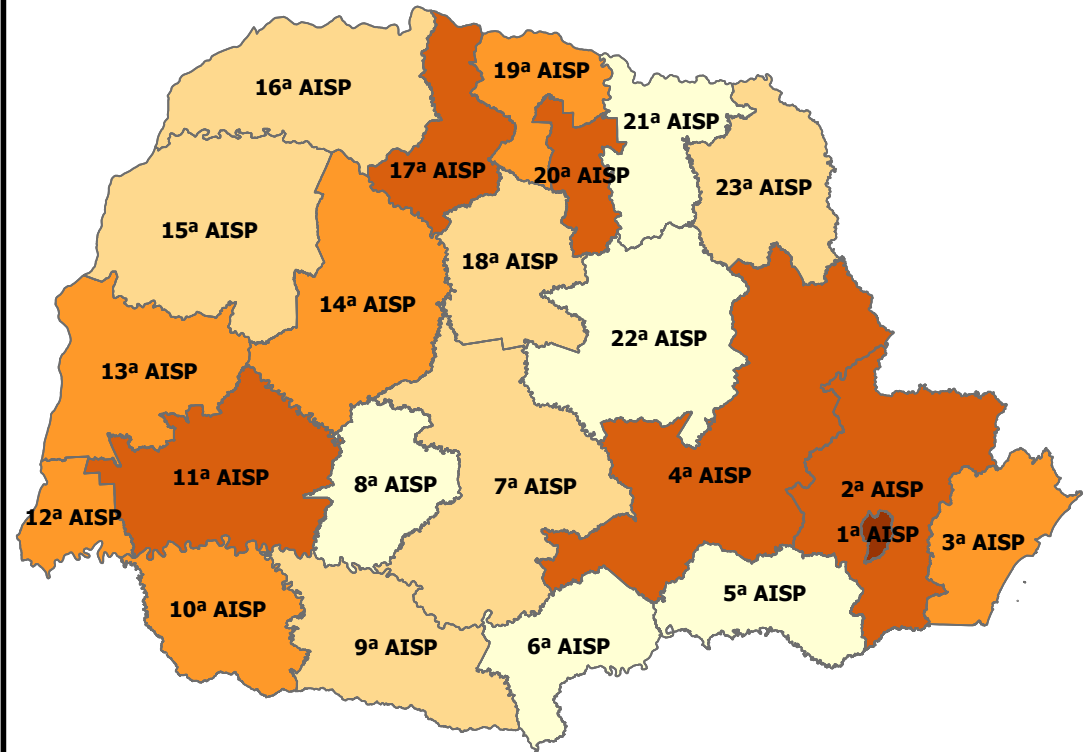 19ª AISP
16ª AISP
21ª AISP
17ª AISP
20ª AISP
23ª AISP
15ª AISP
18ª AISP
14ª AISP
22ª AISP
13ª AISP
11ª AISP
8ª AISP
7ª AISP
4ª AISP
2ª AISP
12ª AISP
1ª AISP
3ª AISP
5ª AISP
10ª AISP
9ª AISP
6ª AISP